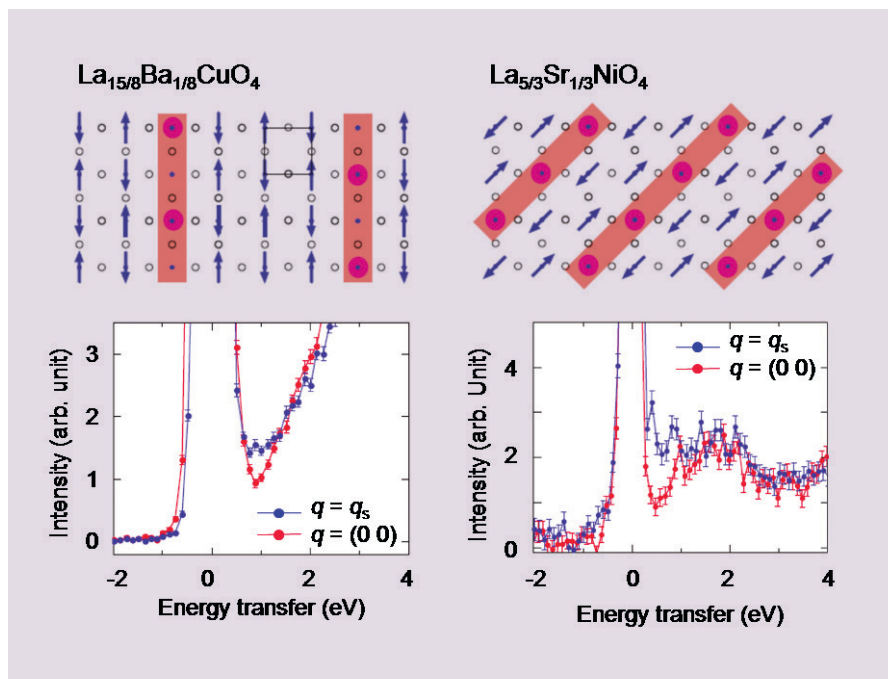 La15/8Ba1/8CuO4
La5/3Sr1/3NiO4
3
2
1
0
Intensity (arb. unit)
q = qs
q = (0 0)
-2
0
2
4
Energy transfer (eV)
4
2
0
Intensity (arb. Unit)
q = qs
q = (0 0)
-2
0
2
4
Energy transfer (eV)